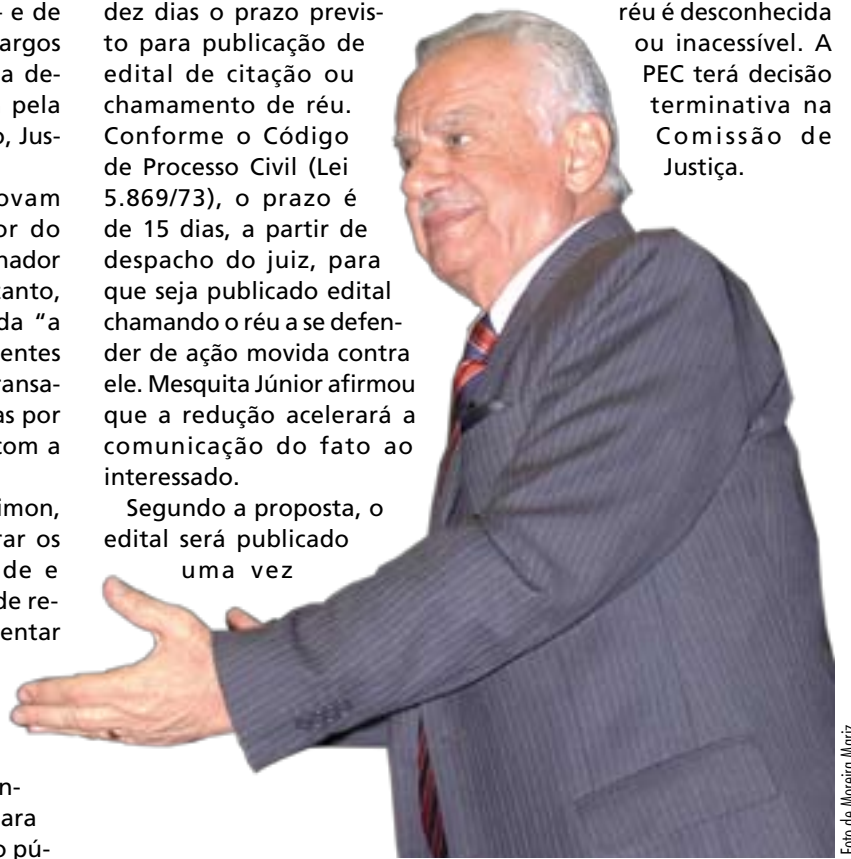 e de
argos
a de-
pela
o, Jus-
ovam
or do
nador
tanto,
da “a
entes
ransa-
as por
com a
imon,
rar os
de e
de re-
entar
n-
ara
o pú-
dez dias o prazo previs-
to para publicação de
edital de citação ou
chamamento de réu.
Conforme o Código
de Processo Civil (Lei
5.869/73), o prazo é
de 15 dias, a partir de
despacho do juiz, para
que seja publicado edital
chamando o réu a se defen-
der de ação movida contra
ele. Mesquita Júnior afirmou
que a redução acelerará a
comunicação do fato ao
interessado.
Segundo a proposta, o
edital será publicado
uma vez
réu é desconhecida
ou inacessível. A
PEC terá decisão
terminativa na
Comissão de
Justiça.
Foto de Moreira Mariz